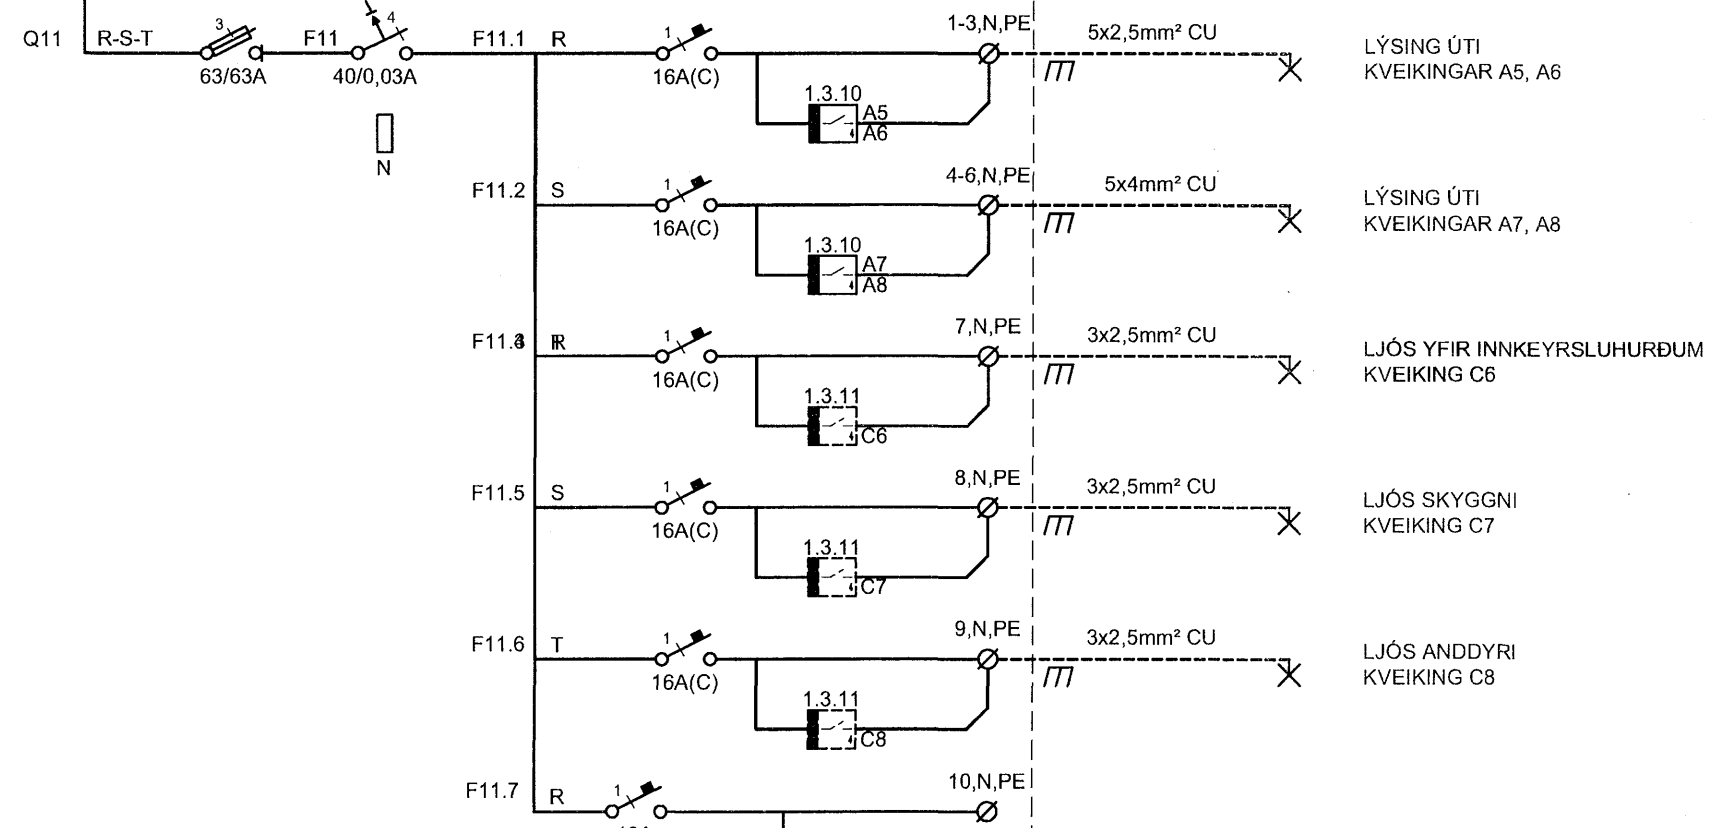 Q11 R-S-T 3 63/63A F11 4 40/0,03A
N
F11.1 R 1 16A(C) 1-3,N,PE 5x2,5mm² CU
LÝSING ÚTI
KVEIKINGAR A5, A6
1.3.10
A5
4 A6
F11.2 S 1 16A(C) 4-6,N,PE 5x4mm² CU
LÝSING ÚTI
KVEIKINGAR A7, A8
1.3.10
A7
4 A8
R 1 16A(C) 7,N,PE 3x2,5mm² CU
LJÓS YFIR INNKEYRSLUHURÐUM
KVEIKING C6
1.3.11
4 C6
F11.5 S 1 16A(C) 8,N,PE 3x2,5mm² CU
LJÓS SKYGGNI
KVEIKING C7
1.3.11
4 C7
F11.6 T 1 16A(C) 9,N,PE 3x2,5mm² CU
LJÓS ANDDYRI
KVEIKING C8
1.3.11
4 C8
F11.7 R 1 10,N,PE